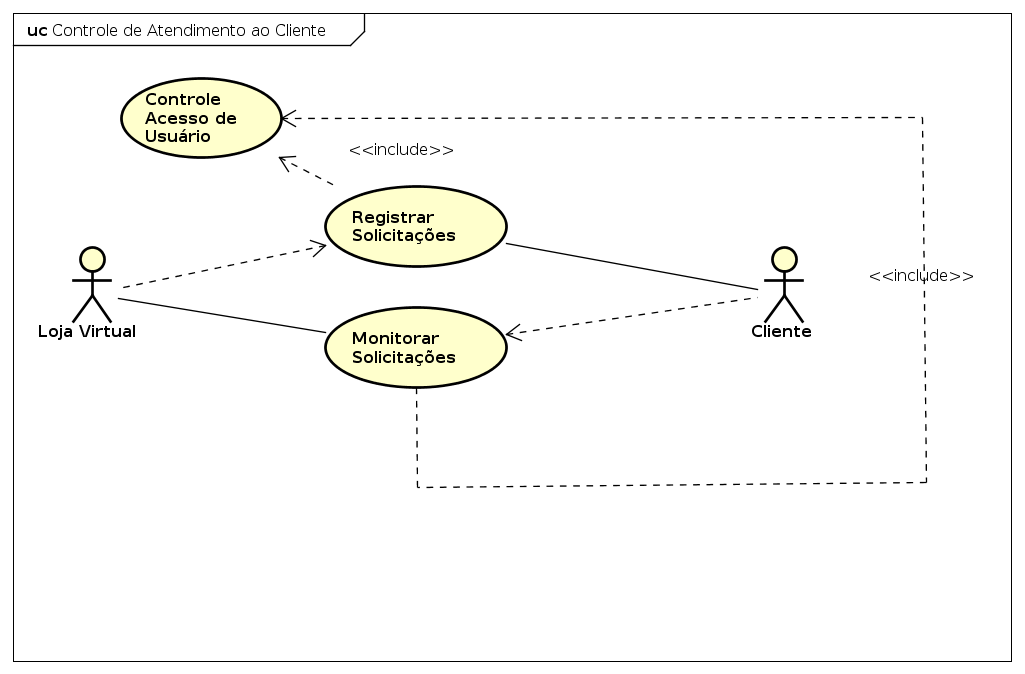 uc Controle de Atendimento ao Cliente
Controle
Acesso de
Usuário
<<include>>
Registrar
Solicitações
<<include>>
Loja Virtual
Cliente
Monitorar
Solicitações